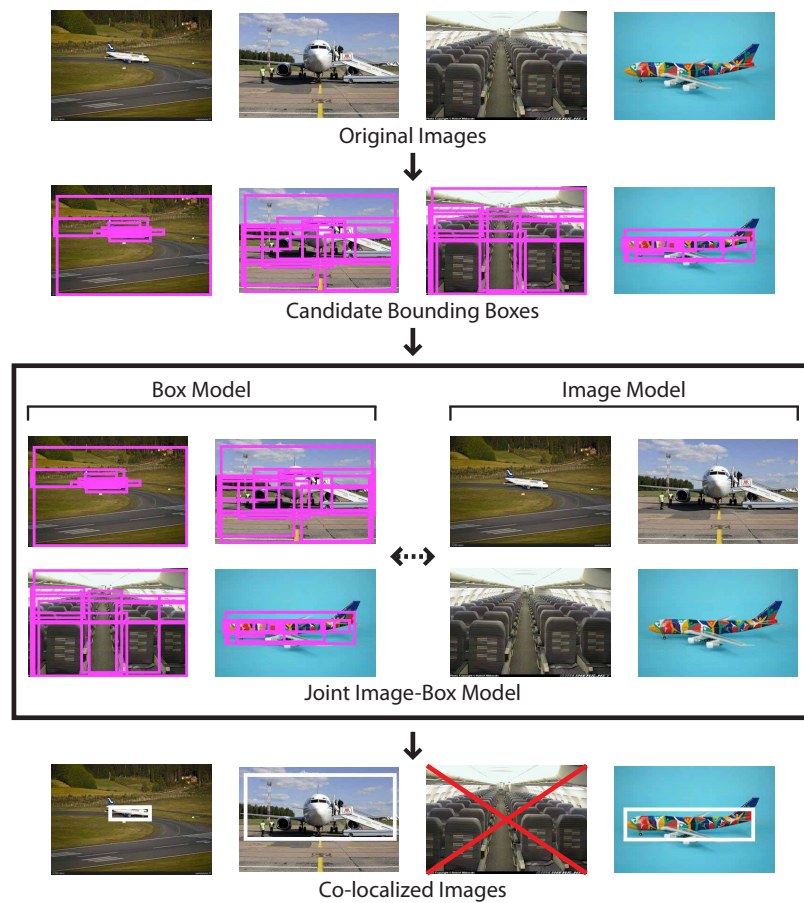 Original Images
Candidate Bounding Boxes
Box Model
Image Model
Joint Image-Box Model
Co-localized Images